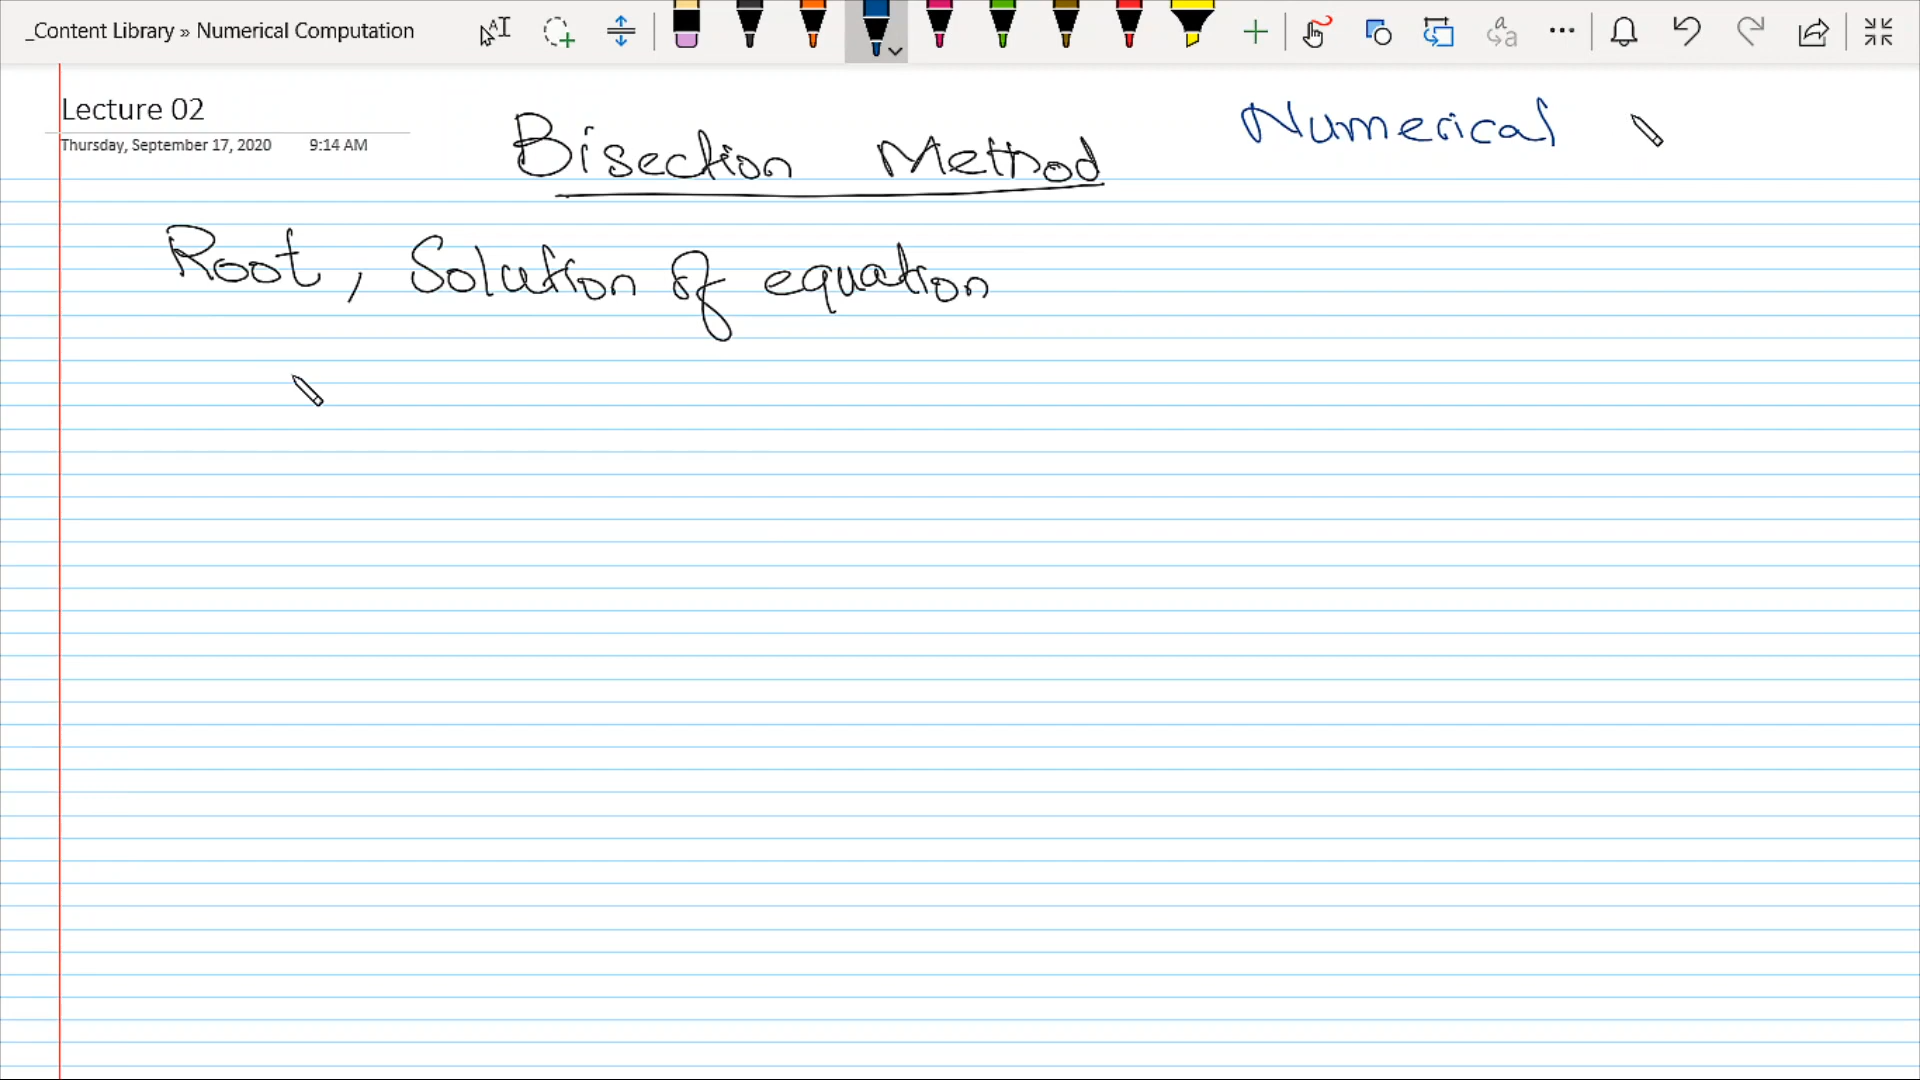 _Content Library » Numerical Computation
Lecture 02
Thursday, September 17, 2020 9:14 AM
Bisection Method
Numerical
Root, Solution of equation